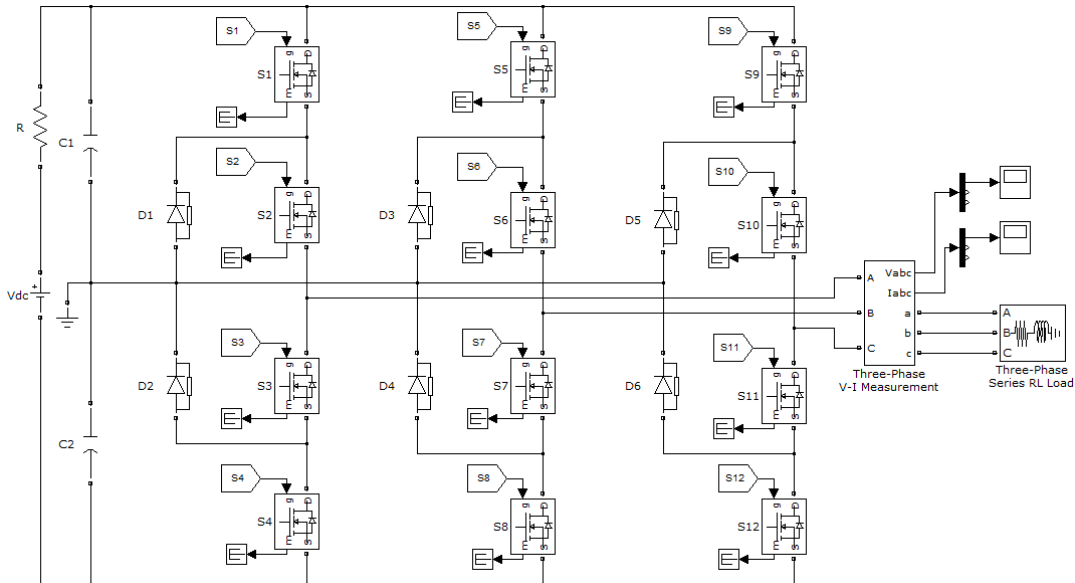 S1
S5
S9
g D
S1
E S
g D
S5
E S
g D
S9
E S
R
C1
S2
S6
S10
g D
S2
E S
g D
S6
E S
g D
S10
E S
D1
D3
D5
Vdc
+
Vabc
A
Iabc
a
A
B
b
B
C
c
C
Three-Phase
V-I Measurement
Three-Phase
Series RL Load
S3
S7
S11
g D
S3
E S
g D
S7
E S
g D
S11
E S
D2
D4
D6
C2
S4
S8
S12
g D
S4
E S
g D
S8
E S
g D
S12
E S